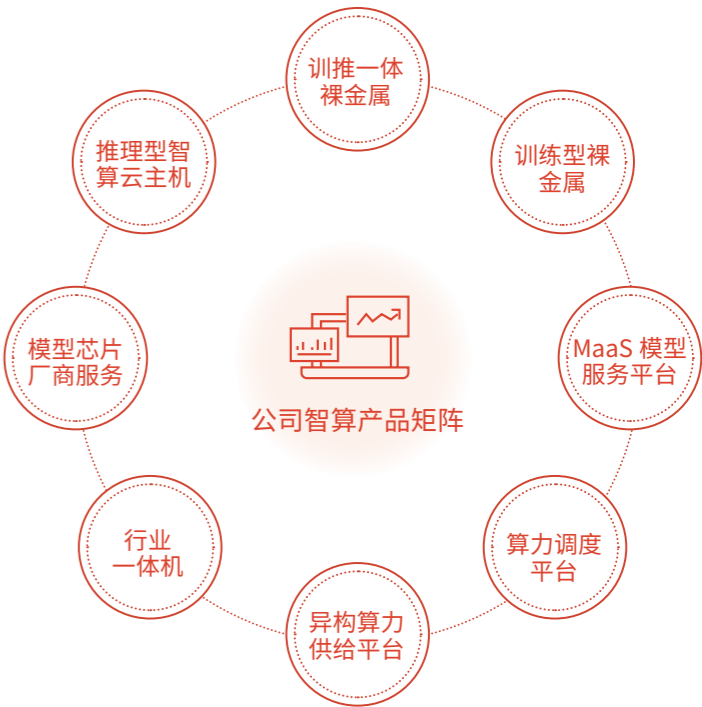 训推一体
裸金属
训练型裸
金属
MaaS 模型
服务平台
算力调度
平台
异构算力
供给平台
行业
一体机
模型芯片
厂商服务
推理型智
算云主机
公司智算产品矩阵